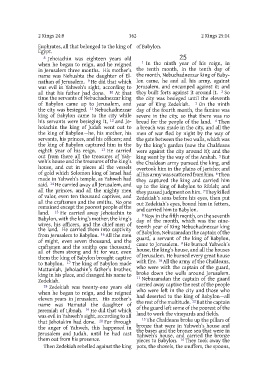 2 Kings 24:8
342
2 Kings 25:14
Euphrates, all that belonged to the king of
Egypt.
8 Jehoiachin was eighteen years old
when he began to reign, and he reigned
in Jerusalem three months. His mother's
name was Nehushta the daughter of El-
nathan of Jerusalem. 9 He did that which
was evil in Yahweh's sight, according to
all that his father had done. 10 At that
time the servants of Nebuchadnezzar king
of Babylon came up to Jerusalem, and
the city was besieged. 11 Nebuchadnezzar
king of Babylon came to the city while
his servants were besieging it, 12 and Je-
hoiachin the king of Judah went out to
the king of Babylon
his mother, his
servants, his princes, and his officers; and
the king of Babylon captured him in the
eighth year of his reign. 13 He carried
out from there all the treasures of Yah-
weh's house and the treasures of the king's
house, and cut in pieces all the vessels
of gold which Solomon king of Israel had
made in Yahweh's temple, as Yahweh had
said. 14 He carried away all Jerusalem, and
all the princes, and all the mighty men
of valor, even ten thousand captives, and
all the craftsmen and the smiths. No one
remained except the poorest people of the
land. 15 He carried away Jehoiachin to
Babylon, with the king's mother, the king's
wives, his officers, and the chief men of
the land. He carried them into captivity
from Jerusalem to Babylon. 16 All the men
of might, even seven thousand, and the
craftsmen and the smiths one thousand,
all of them strong and fit for war, even
them the king of Babylon brought captive
to Babylon. 17 The king of Babylon made
Mattaniah, Jehoiachin's father's brother,
king in his place, and changed his name to
Zedekiah.
18 Zedekiah was twenty-one years old
when he began to reign, and he reigned
eleven years in Jerusalem. His mother's
name was Hamutal the daughter of
Jeremiah of Libnah. 19 He did that which
was evil in Yahweh's sight, according to all
that Jehoiakim had done. 20 For through
the anger of Yahweh, this happened in
Jerusalem and Judah, until he had cast
them out from his presence.
Then Zedekiah rebelled against the king
of Babylon.
25
1 In the ninth year of his reign, in
the tenth month, in the tenth day of
the month, Nebuchadnezzar king of Baby-
lon came, he and all his army, against
Jerusalem, and encamped against it; and
they built forts against it around it. 2 So
the city was besieged until the eleventh
year of King Zedekiah. 3 On the ninth
day of the fourth month, the famine was
severe in the city, so that there was no
bread for the people of the land. 4 Then
a breach was made in the city, and all the
men of war fled by night by the way of
the gate between the two walls, which was
by the king's garden (now the Chaldeans
were against the city around it); and the
king went by the way of the Arabah. 5 But
the Chaldean army pursued the king, and
overtook him in the plains of Jericho; and
all his army was scattered from him. 6 Then
they captured the king and carried him
up to the king of Babylon to Riblah; and
they passed judgment on him. 7 They killed
Zedekiah's sons before his eyes, then put
out Zedekiah's eyes, bound him in fetters,
and carried him to Babylon.
8 Now in the fifth month, on the seventh
day of the month, which was the nine-
teenth year of King Nebuchadnezzar king
of Babylon, Nebuzaradan the captain of the
guard, a servant of the king of Babylon,
came to Jerusalem. 9 He burned Yahweh's
house, the king's house, and all the houses
of Jerusalem. He burned every great house
with fire. 10 All the army of the Chaldeans,
who were with the captain of the guard,
broke down the walls around Jerusalem.
11 Nebuzaradan the captain of the guard
carried away captive the rest of the people
who were left in the city and those who
had deserted to the king of Babylon
all
the rest of the multitude. 12 But the captain
of the guard left some of the poorest of the
land to work the vineyards and fields.
13 The Chaldeans broke up the pillars of
bronze that were in Yahweh's house and
the bases and the bronze sea that were in
Yahweh's house, and carried the bronze
pieces to Babylon. 14 They took away the
pots, the shovels, the snuffers, the spoons,